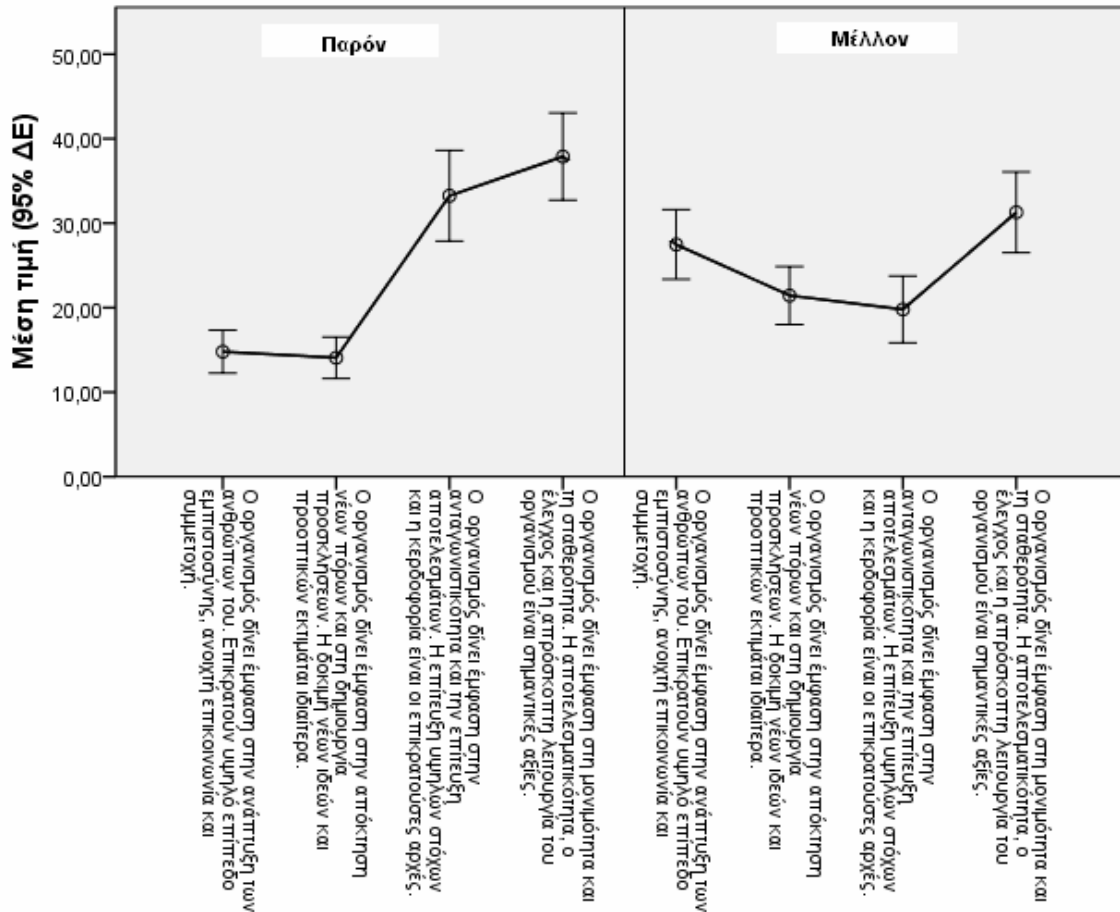 Παρόν
Μέλλον
Μέση τιμή (95% ΔΕ)
50,00
40,00
30,00
20,00
10,00
0,00
Ο οργανισμός δίνει έμφαση στην ανάπτυξη των
ανθρώπων του. Επικρατούν υψηλό επίπεδο
εμπιστοσύνης, ανοιχτή επικοινωνία και
συμμετοχή.
Ο οργανισμός δίνει έμφαση στην απόκτηση
νέων πόρων και στη δημιουργία
προσκλήσεων. Η δοκιμή νέων ιδεών και
προοπτικών εκτιμάται ιδιαίτερα.
Ο οργανισμός δίνει έμφαση στην
ανταγωνιστικότητα και την επίτευξη
αποτελεσμάτων. Η επίτευξη υψηλών στόχων
και η κερδοφορία είναι οι επικρατούσες αρχές.
Ο οργανισμός δίνει έμφαση στη μονιμότητα και
τη σταθερότητα. Η αποτελεσματικότητα, ο
έλεγχος και η απρόσκοπτη λειτουργία του
οργανισμού είναι σημαντικές αξίες.
Ο οργανισμός δίνει έμφαση στην ανάπτυξη των
ανθρώπων του. Επικρατούν υψηλό επίπεδο
εμπιστοσύνης, ανοιχτή επικοινωνία και
συμμετοχή.
Ο οργανισμός δίνει έμφαση στην απόκτηση
νέων πόρων και στη δημιουργία
προσκλήσεων. Η δοκιμή νέων ιδεών και
προοπτικών εκτιμάται ιδιαίτερα.
Ο οργανισμός δίνει έμφαση στην
ανταγωνιστικότητα και την επίτευξη
αποτελεσμάτων. Η επίτευξη υψηλών στόχων
και η κερδοφορία είναι οι επικρατούσες αρχές.
Ο οργανισμός δίνει έμφαση στη μονιμότητα και
τη σταθερότητα. Η αποτελεσματικότητα, ο
έλεγχος και η απρόσκοπτη λειτουργία του
οργανισμού είναι σημαντικές αξίες.